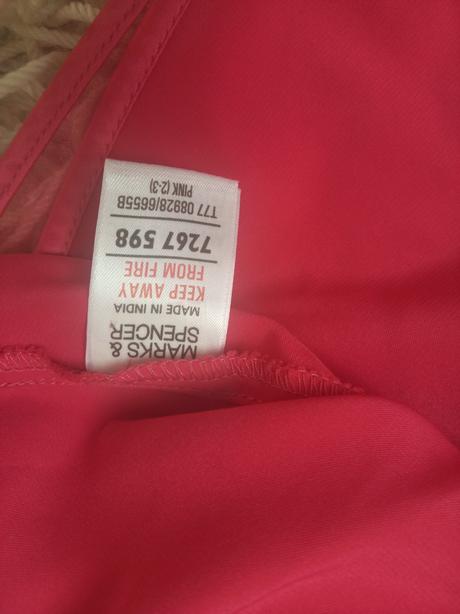 MARKS &
SPENCER
MADE IN INDIA
KEEP AWAY
FROM FIRE
7267 598
T77 08928/6655B
PINK (2-3)